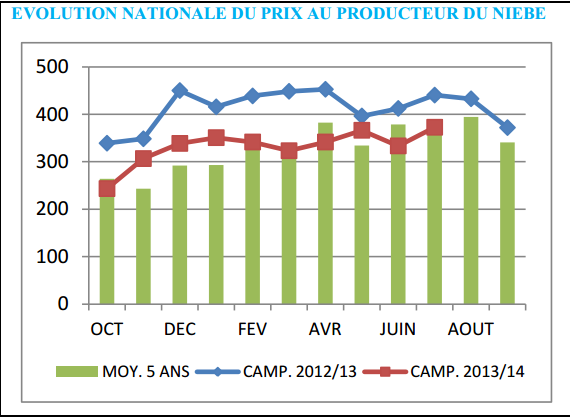 EVOLUTION NATIONALE DU PRIX AU PRODUCTEUR DU NIEBE
500
400
300
200
100
0
OCT DEC FEV AVR JUIN AOUT
MOY. 5 ANS CAMP. 2012/13 CAMP. 2013/14